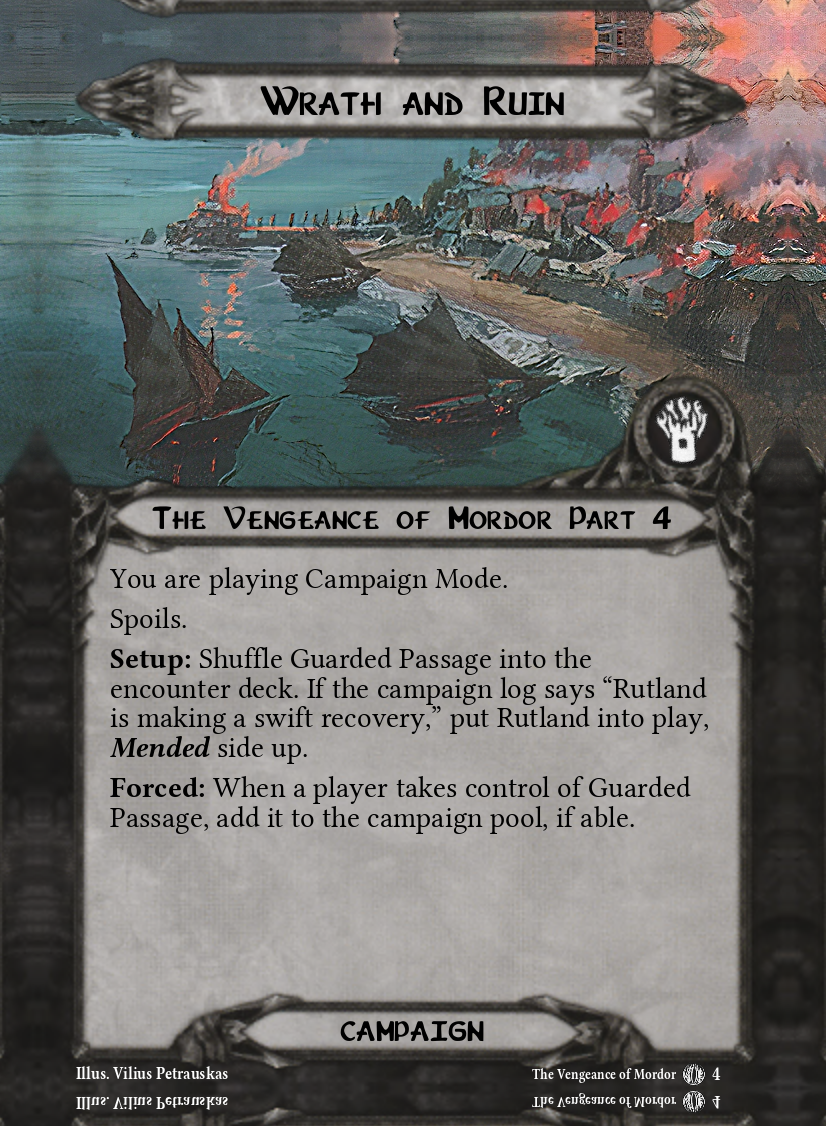 Wrath and Ruin
The Vengeance of Mordor Part 4
You are playing Campaign Mode.
Spoils.
Setup: Shuffle Guarded Passage into the
encounter deck. If the campaign log says “Rutland
is making a swift recovery,” put Rutland into play,
Mended side up.
Forced: When a player takes control of Guarded
Passage, add it to the campaign pool, if able.
CAMPAIGN
Illus. Vilius Petrauskas
The Vengeance of Mordor 4
Illus. Vilius Petrauskas
The Vengeance of Mordor 4